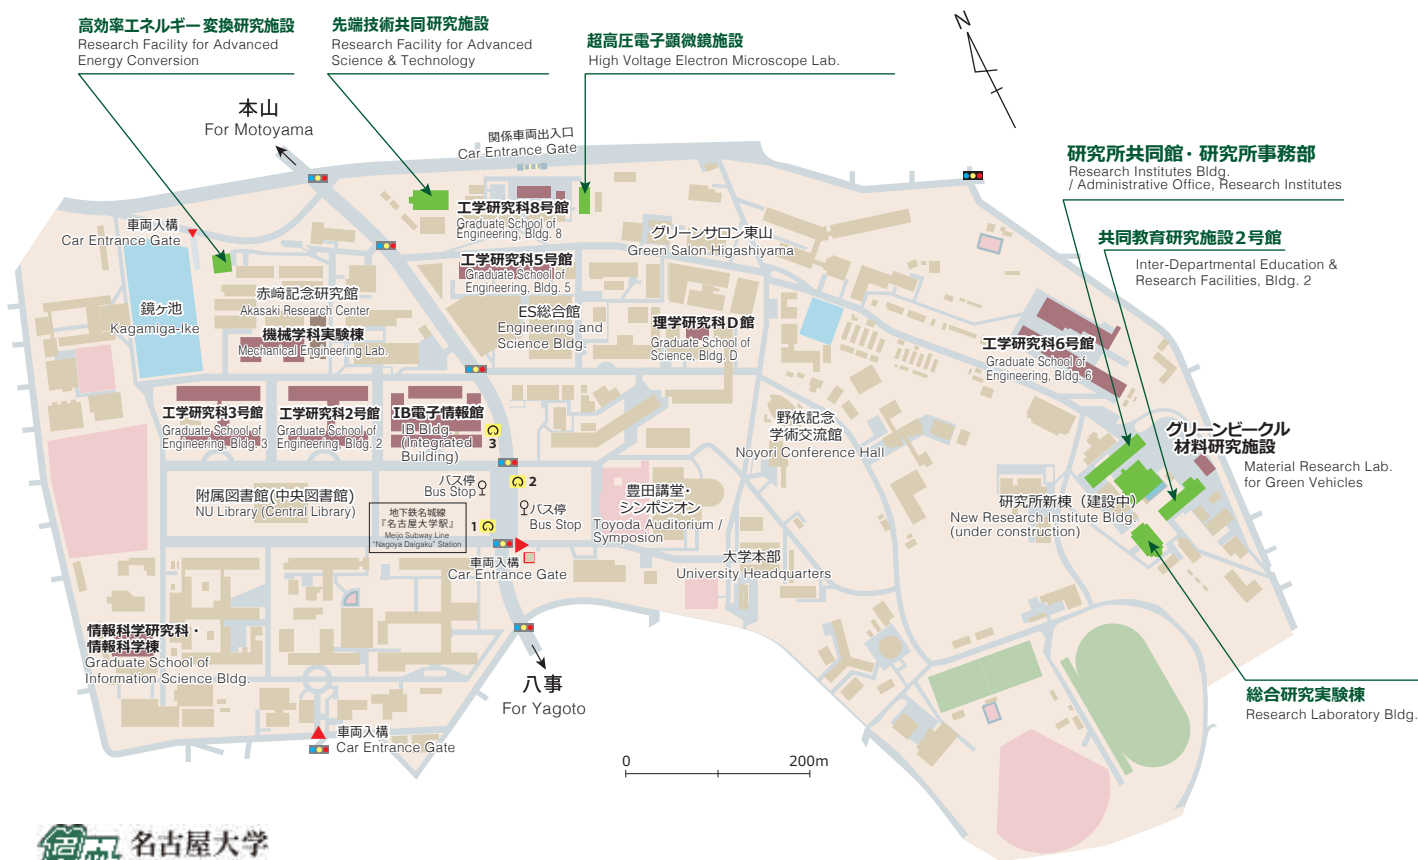 高効率エネルギー変換研究施設
Research Facility for Advanced
Energy Conversion
先端技術共同研究施設
Research Facility for Advanced
Science & Technology
超高圧電子顕微鏡施設
High Voltage Electron Microscope Lab.
N
本山
For Motoyama
関係車両出入口
Car Entrance Gate
研究所共同館・研究所事務部
Research Institutes Bldg.
/ Administrative Office, Research Institutes
共同教育研究施設2号館
Inter-Departmental Education &
Research Facilities, Bldg. 2
車両入構
Car Entrance Gate
工学研究科8号館
Graduate School of
Engineering, Bldg. 8
グリーンサロン東山
Green Salon Higashiyama
工学研究科5号館
Graduate School of
Engineering, Bldg. 5
赤﨑記念研究館
Akasaki Research Center
鏡ヶ池
Kagamiga-Ike
機械学科実験棟
Mechanical Engineering Lab.
ES総合館
Engineering and
Science Bldg.
理学研究科D館
Graduate School of
Science, Bldg. D
工学研究科6号館
Graduate School of
Engineering, Bldg. 6
工学研究科3号館
Graduate School of
Engineering, Bldg. 3
工学研究科2号館
Graduate School of
Engineering, Bldg. 2
IB電子情報館
IB Bldg.
(Integrated
Building)
3
野依記念
学術交流館
Noyori Conference Hall
グリーンビークル
材料研究施設
Material Research Lab.
for Green Vehicles
バス停
Bus Stop
2
バス停
Bus Stop
豊田講堂・
シンポジオン
Toyoda Auditorium /
Symposion
附属図書館(中央図書館)
NU Library (Central Library)
地下鉄名城線
『名古屋大学駅』
Meijo Subway Line
"Nagoya Daigaku" Station
1
研究所新棟（建設中）
New Research Institute Bldg.
(under construction)
車両入構
Car Entrance Gate
大学本部
University Headquarters
情報科学研究科・
情報科学棟
Graduate School of
Information Science Bldg.
八事
For Yagoto
総合研究実験棟
Research Laboratory Bldg.
車両入構
Car Entrance Gate
0 200m
名古屋大学